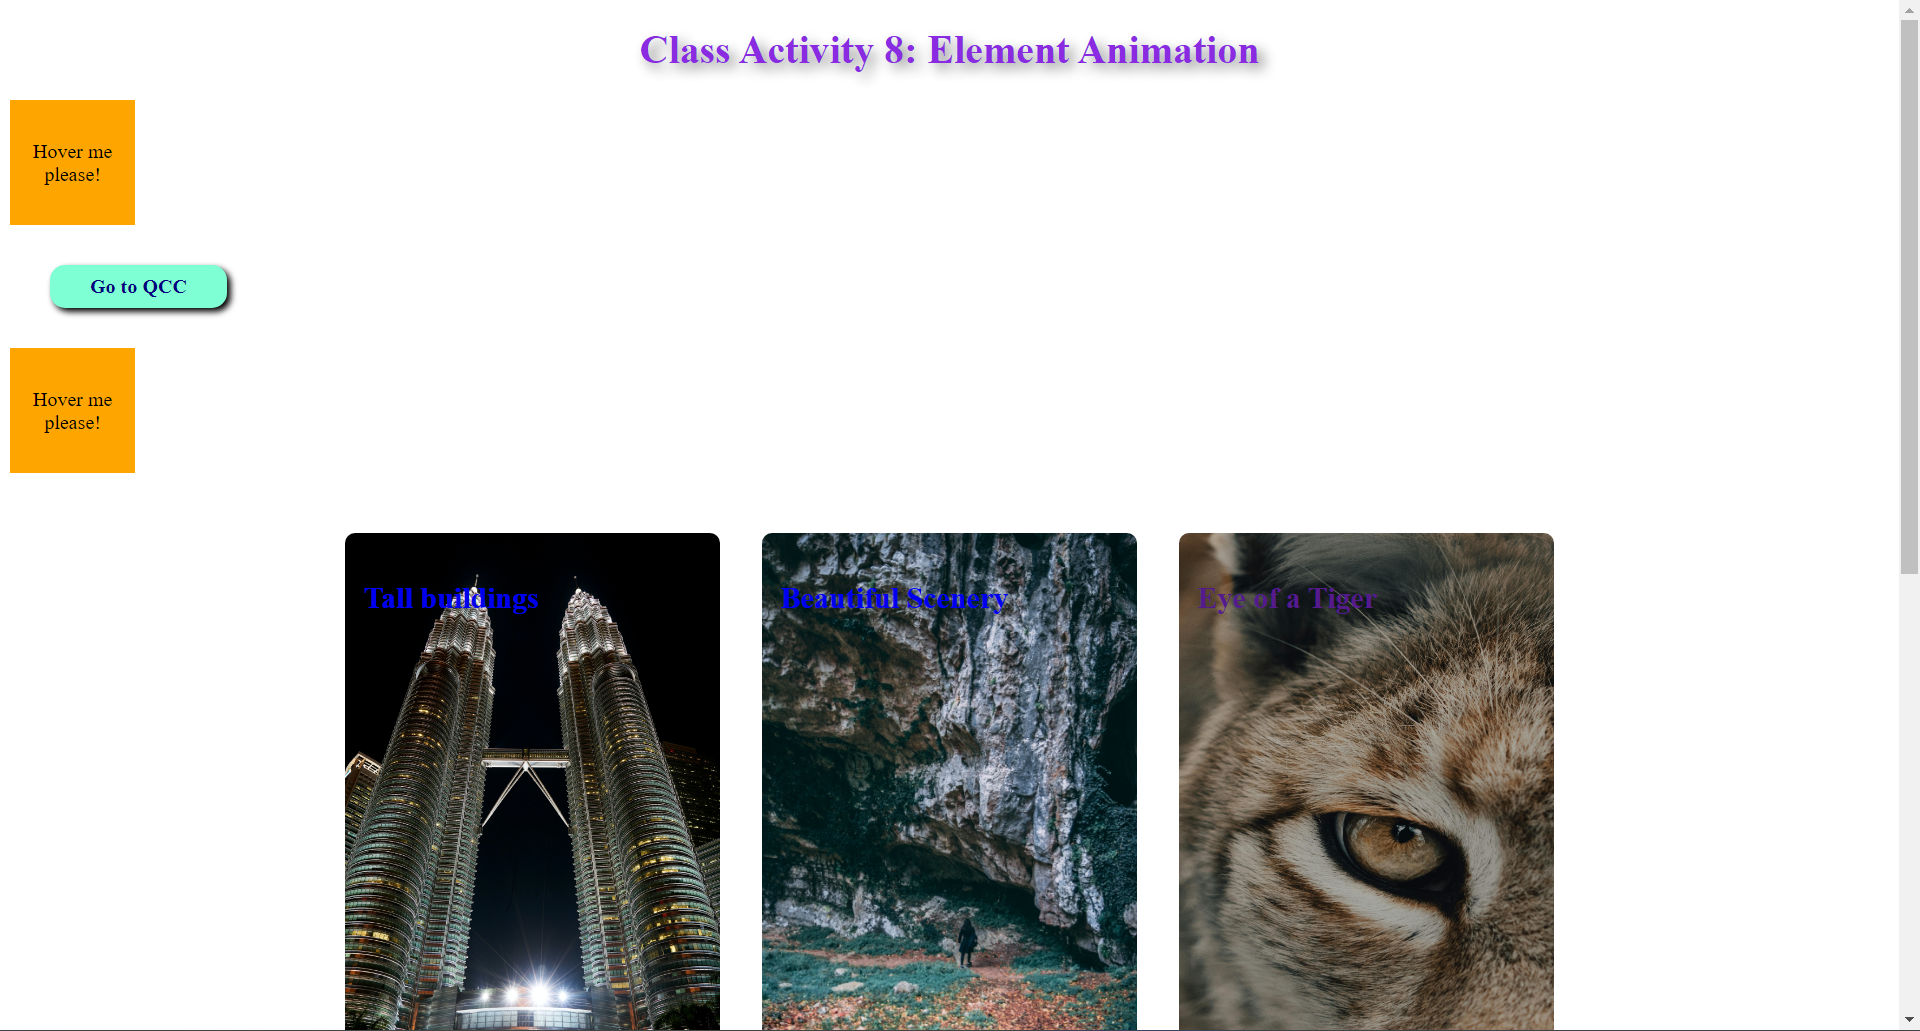 Class Activity 8: Element Animation
Hover me
please!
Go to QCC
Hover me
please!
Tall buildings
Beautiful Scenery
Eye of a Tiger